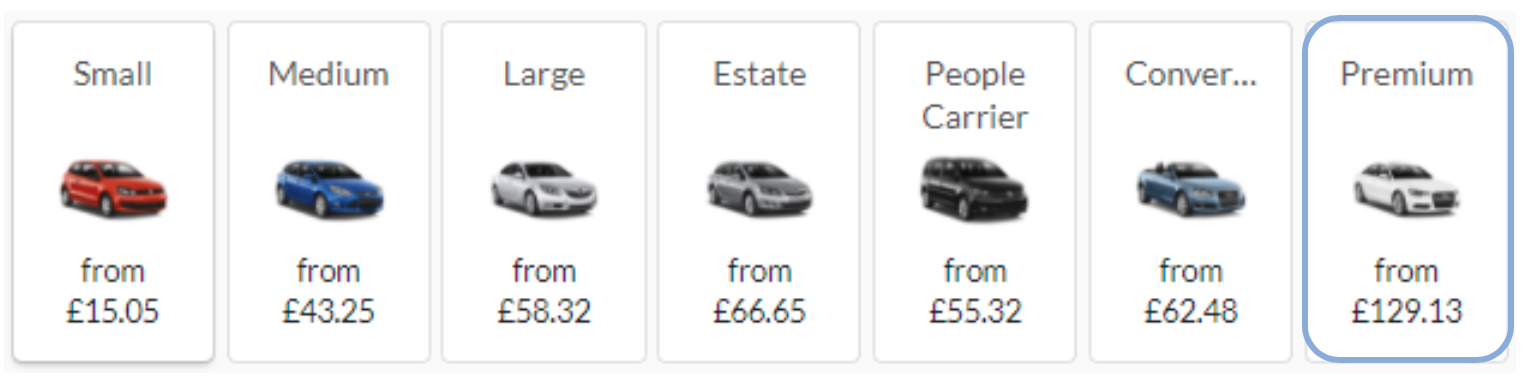 Small
from
£15.05
Medium
from
£43.25
Large
from
£58.32
Estate
from
£66.65
People
Carrier
from
£55.32
Conver...
from
£62.48
Premium
from
£129.13